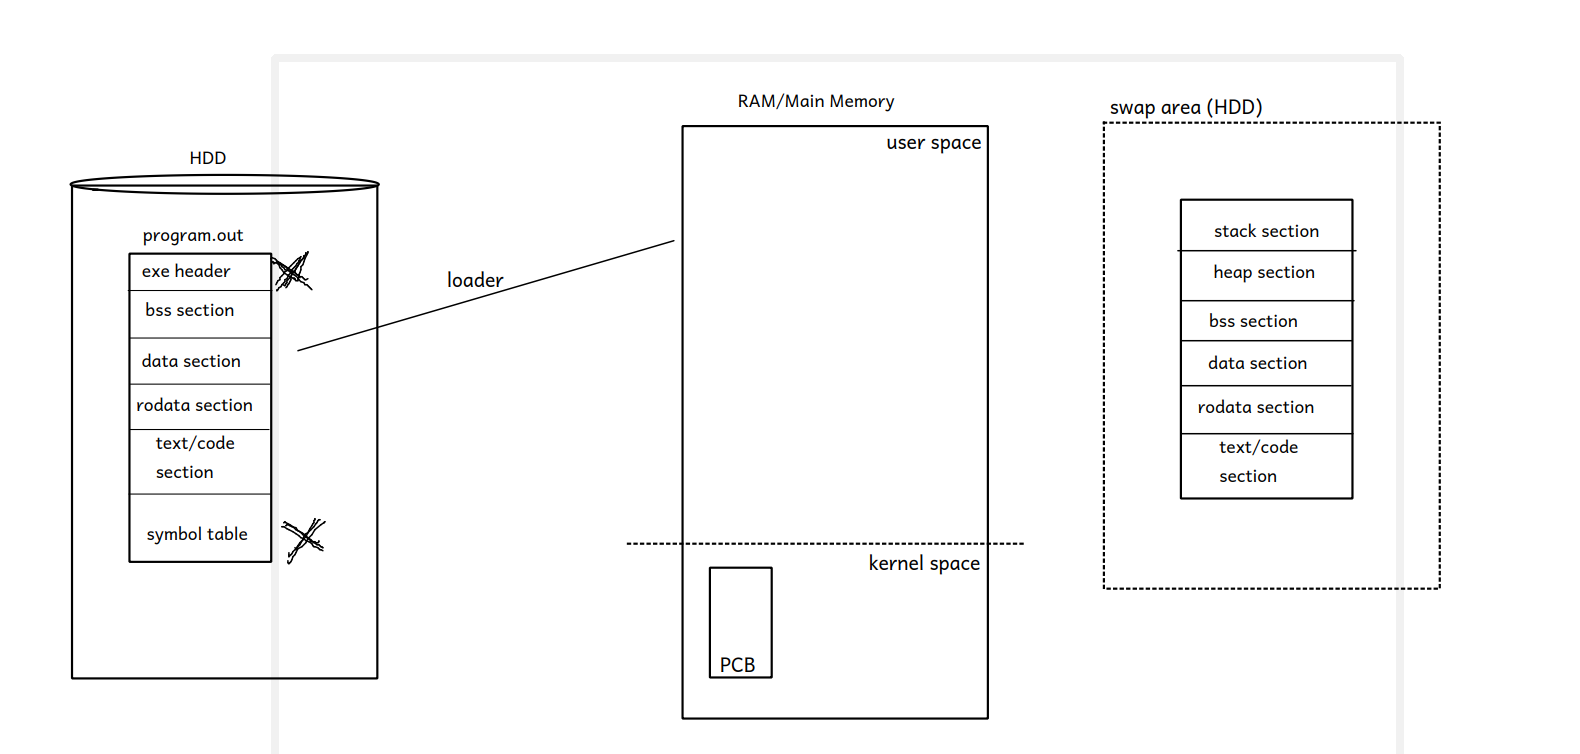 HDD
program.out
exe header
bss section
data section
rodata section
text/code
section
symbol table
loader
RAM/Main Memory
user space
kernel space
PCB
swap area (HDD)
stack section
heap section
bss section
data section
rodata section
text/code
section